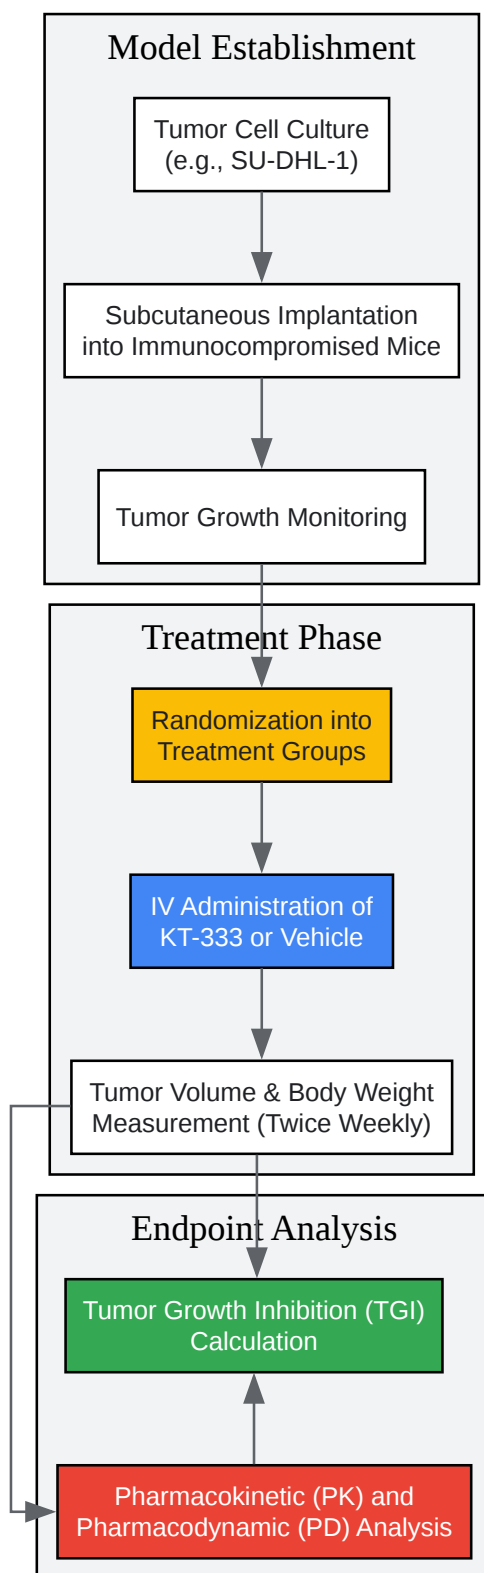 Model Establishment
Tumor Cell Culture
(e.g., SU-DHL-1)
Subcutaneous Implantation
into Immunocompromised Mice
Tumor Growth Monitoring
Treatment Phase
Randomization into
Treatment Groups
IV Administration of
KT-333 or Vehicle
Tumor Volume & Body Weight
Measurement (Twice Weekly)
Endpoint Analysis
Tumor Growth Inhibition (TGI)
Calculation
Pharmacokinetic (PK) and
Pharmacodynamic (PD) Analysis